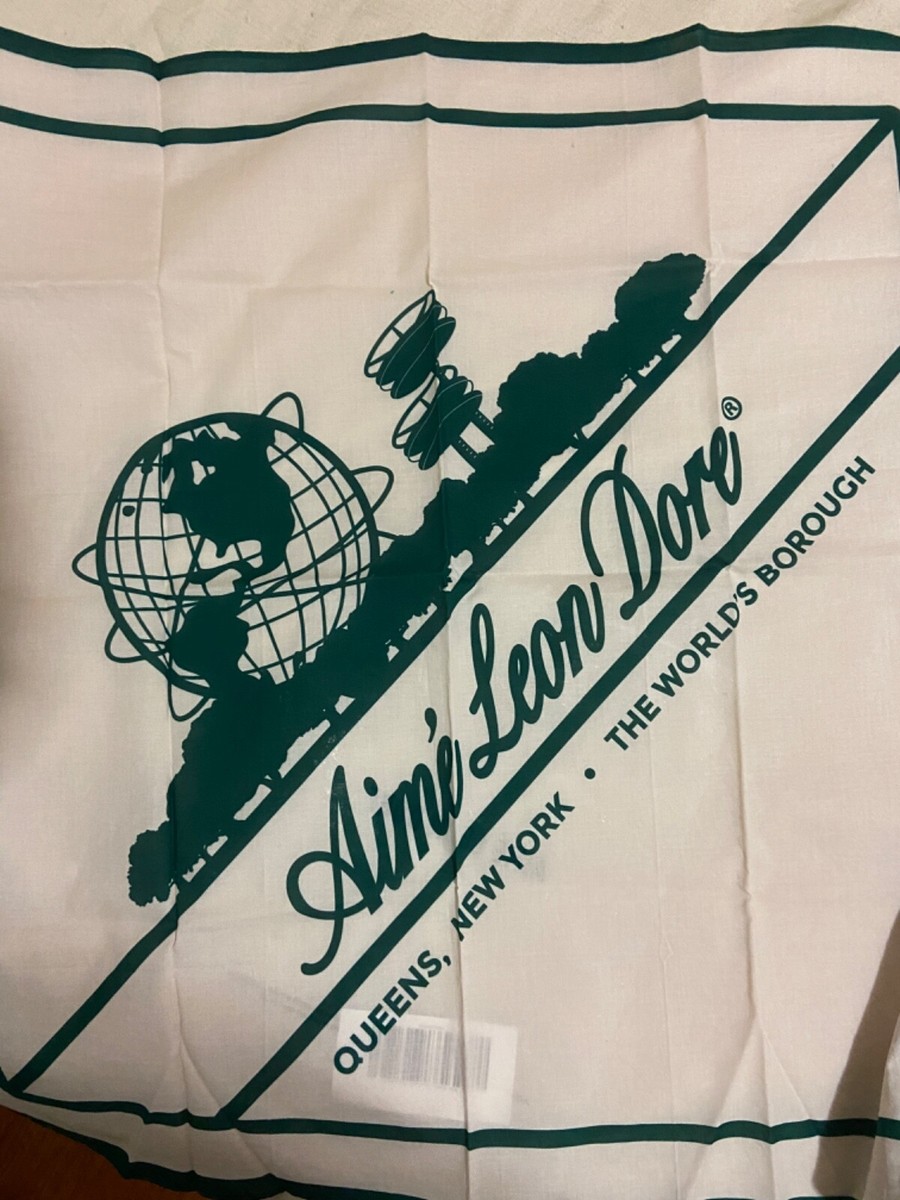 Aimé Leon Dore®
QUEENS, NEW YORK • THE WORLD'S BOROUGH